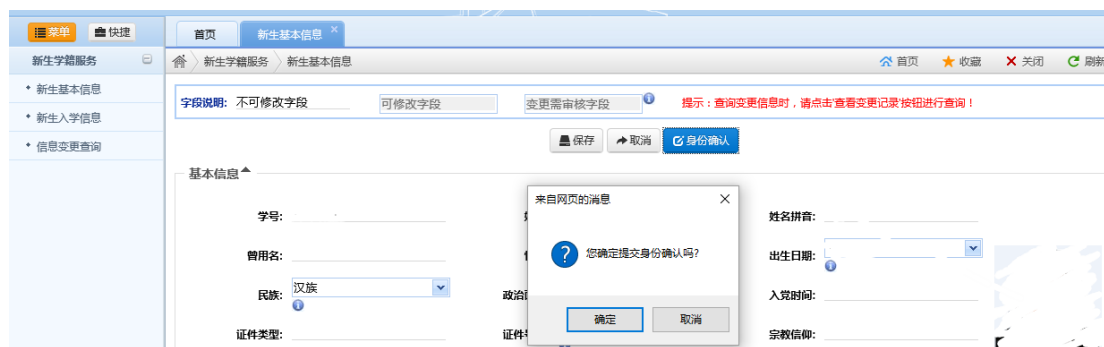 菜单 快捷
首页 新生基本信息 ×
新生学籍服务
新生学籍服务 新生基本信息
首页 收藏 关闭 刷新
新生基本信息
新生入学信息
信息变更查询
字段说明: 不可修改字段 可修改字段 变更需审核字段
提示：查询变更信息时，请点击'查看变更记录'按钮进行查询！
保存 取消 身份确认
基本信息
学号: 姓名拼音:
曾用名: 出生日期:
民族: 汉族 政治 入党时间:
证件类型: 证件 宗教信仰:
来自网页的消息
您确定提交身份确认吗?
确定 取消